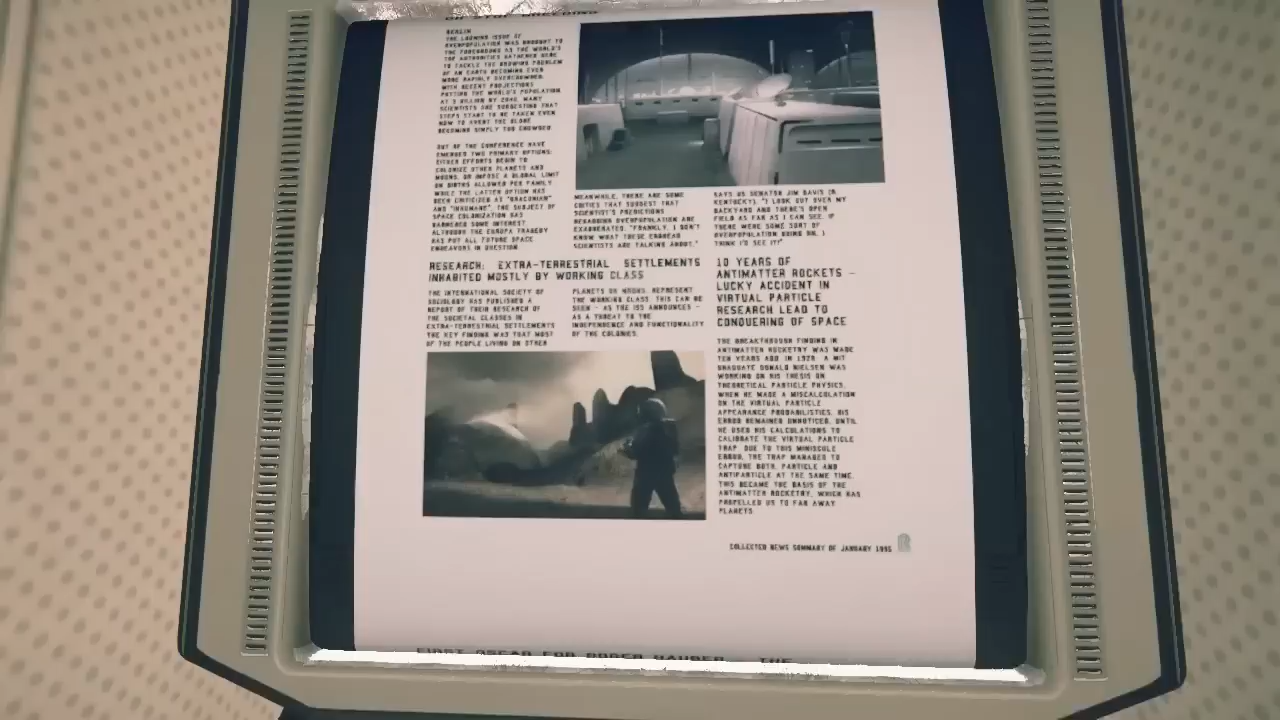 BERLIN
THE LOOMING ISSUE OF
OVERPOPULATION WAS BROUGHT TO
THE FOREGROUND AS THE WORLD'S
TOP AUTHORITIES GATHERED HERE
TO TACKLE THE GROWING PROBLEM
OF AN EARTH BECOMING EVER
MORE RAPIDLY OVERCROWDED.
WITH RECENT PROJECTIONS
PUTTING THE WORLD'S POPULATION
AT 9 BILLION BY 2040, MANY
SCIENTISTS ARE SUGGESTING THAT
STEPS START TO BE TAKEN EVEN
NOW TO AVERT THE GLOBE
BECOMING SIMPLY TOO CROWDED.
OUT OF THE CONFERENCE HAVE
EMERGED TWO PRIMARY OPTIONS:
EITHER EFFORTS BEGIN TO
COLONIZE OTHER PLANETS AND
MOONS, OR IMPOSE A GLOBAL LIMIT
ON BIRTHS ALLOWED PER FAMILY.
WHILE THE LATTER OPTION HAS
BEEN CRITICIZED AS "DRACONIAN"
AND "INHUMANE", THE SUBJECT OF
SPACE COLONIZATION HAS
GARNERED SOME INTEREST,
ALTHOUGH THE EUROPA TRAGEDY
HAS PUT ALL FUTURE SPACE
ENDEAVORS IN QUESTION.
MEANWHILE, THERE ARE SOME
CRITICS THAT SUGGEST THAT
SCIENTIST'S PREDICTIONS
REGARDING OVERPOPULATION ARE
EXAGGERATED. "FRANKLY, I DON'T
KNOW WHAT THESE EGGHEAD
SCIENTISTS ARE TALKING ABOUT,"
SAYS US SENATOR JIM DAVIS (R,
KENTUCKY). "I LOOK OUT OVER MY
BACKYARD AND THERE'S OPEN
FIELD AS FAR AS I CAN SEE. IF
THERE WERE SOME SORT OF
OVERPOPULATION GOING ON, I
THINK I'D SEE IT!"
RESEARCH: EXTRA-TERRESTRIAL SETTLEMENTS
INHABITED MOSTLY BY WORKING CLASS
THE INTERNATIONAL SOCIETY OF
SOCIOLOGY HAS PUBLISHED A
REPORT OF THEIR RESEARCH OF
THE SOCIETAL CLASSES IN
EXTRA-TERRESTRIAL SETTLEMENTS.
THE KEY FINDING WAS THAT MOST
OF THE PEOPLE LIVING ON OTHER
PLANETS OR MOONS, REPRESENT
THE WORKING CLASS. THIS CAN BE
SEEN - AS THE ISS ANNOUNCES -
AS A THREAT TO THE
INDEPENDENCE AND FUNCTIONALITY
OF THE COLONIES.
10 YEARS OF
ANTIMATTER ROCKETS -
LUCKY ACCIDENT IN
VIRTUAL PARTICLE
RESEARCH LEAD TO
CONQUERING OF SPACE
THE BREAKTHROUGH FINDING IN
ANTIMATTER ROCKETRY WAS MADE
TEN YEARS AGO IN 1928. A MIT
GRADUATE DONALD NIELSEN WAS
WORKING ON HIS THESIS ON
THEORETICAL PARTICLE PHYSICS,
WHEN HE MADE A MISCALCULATION
ON THE VIRTUAL PARTICLE
APPEARANCE PROBABILITIES. HIS
ERROR REMAINED UNNOTICED, UNTIL
HE USED HIS CALCULATIONS TO
CALIBRATE THE VIRTUAL PARTICLE
TRAP. DUE TO THIS MINISCULE
ERROR, THE TRAP MANAGED TO
CAPTURE BOTH, PARTICLE AND
ANTIPARTICLE AT THE SAME TIME.
THIS BECAME THE BASIS OF THE
ANTIMATTER ROCKETRY, WHICH HAS
PROPELLED US TO FAR AWAY
PLANETS.
COLLECTED NEWS SUMMARY OF JANUARY 1995
FIRST OSCAR FOR THE